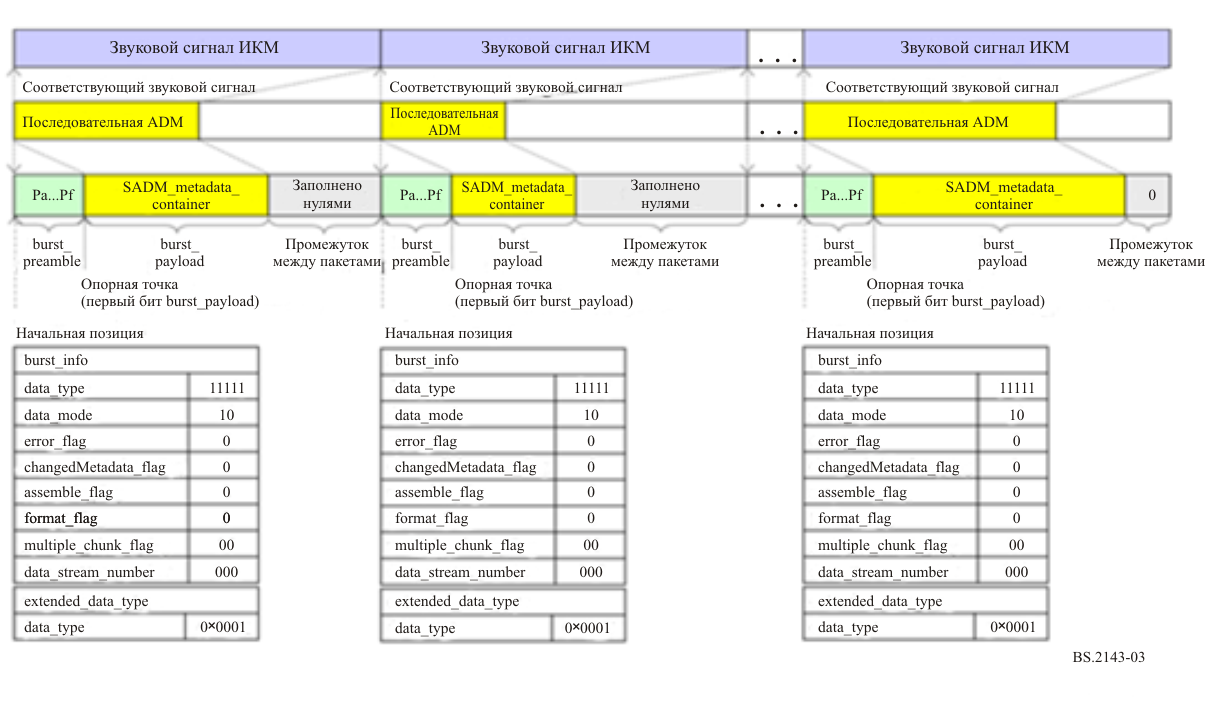 Звуковой сигнал ИКМ Звуковой сигнал ИКМ . . . Звуковой сигнал ИКМ
Соответствующий звуковой сигнал Соответствующий звуковой сигнал Соответствующий звуковой сигнал
Последовательная ADM
Последовательная
ADM
. . .
Последовательная ADM
Pa...Pf
SADM_metadata_
container
Заполнено
нулями
Pa...Pf
SADM_metadata_
container
Заполнено
нулями
. . .
Pa...Pf
SADM_metadata_
container
0
burst_
preamble
burst_
payload
Промежуток
между пакетами
burst_
preamble
burst_
payload
Промежуток
между пакетами
burst_
preamble
burst_
payload
Промежуток
между пакетами
Опорная точка
(первый бит burst_payload)
Опорная точка
(первый бит burst_payload)
Опорная точка
(первый бит burst_payload)
Начальная позиция
burst_info
data_type 11111
data_mode 10
error_flag 0
changedMetadata_flag 0
assemble_flag 0
format_flag 0
multiple_chunk_flag 00
data_stream_number 000
extended_data_type
data_type 0×0001
Начальная позиция
burst_info
data_type 11111
data_mode 10
error_flag 0
changedMetadata_flag 0
assemble_flag 0
format_flag 0
multiple_chunk_flag 00
data_stream_number 000
extended_data_type
data_type 0×0001
Начальная позиция
burst_info
data_type 11111
data_mode 10
error_flag 0
changedMetadata_flag 0
assemble_flag 0
format_flag 0
multiple_chunk_flag 00
data_stream_number 000
extended_data_type
data_type 0×0001
BS.2143-03